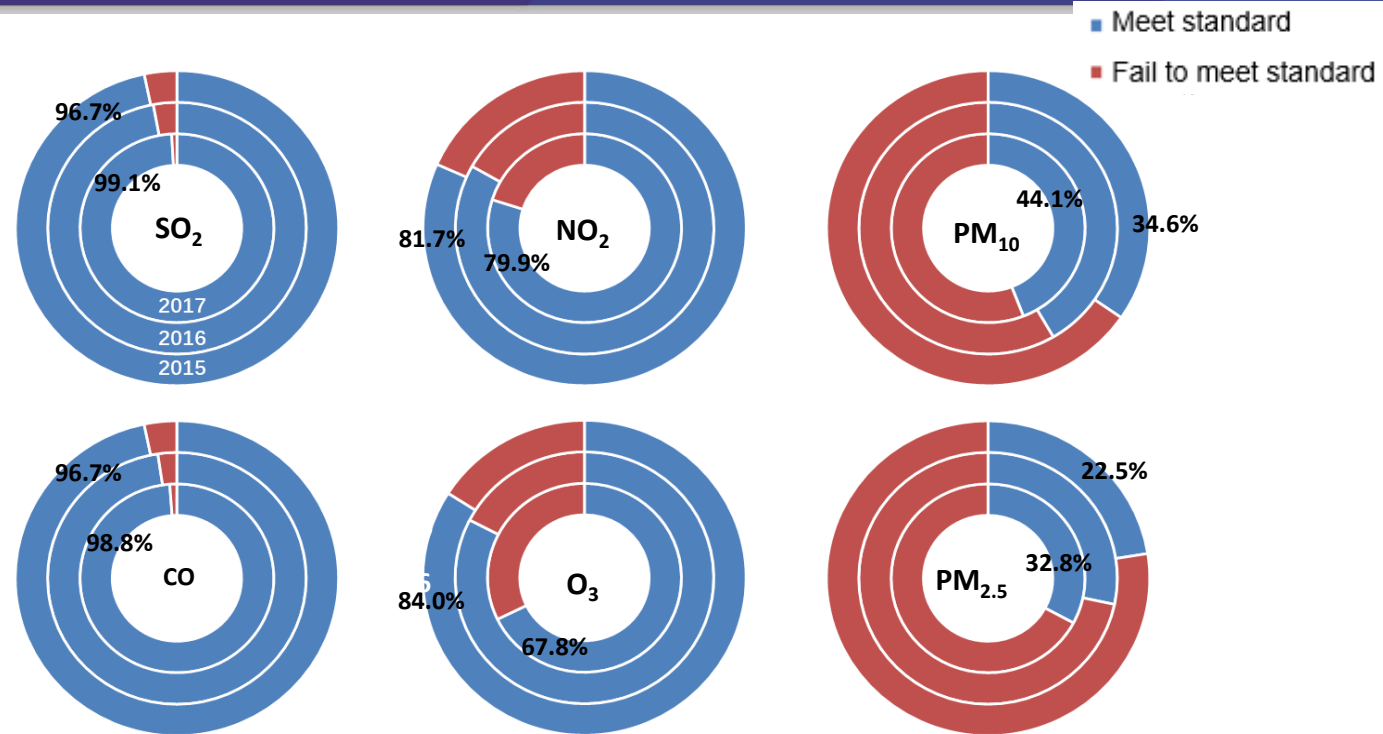 Meet standard
Fail to meet standard
96.7%
99.1%
SO2
2017
2016
2015
81.7%
79.9%
NO2
44.1%
34.6%
PM10
96.7%
98.8%
CO
84.0%
67.8%
O3
22.5%
32.8%
PM2.5